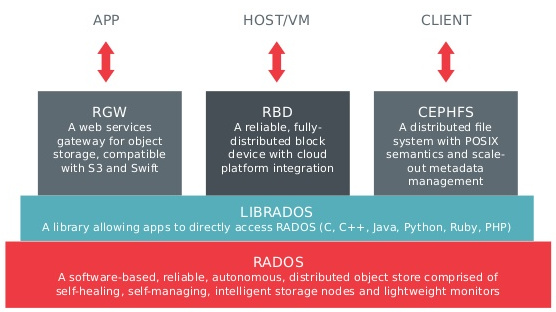 APP
HOST/VM
CLIENT
RGW
A web services
gateway for object
storage, compatible
with S3 and Swift
RBD
A reliable, fully-
distributed block
device with cloud
platform integration
CEPHFS
A distributed file
system with POSIX
semantics and scale-
out metadata
management
LIBRADOS
A library allowing apps to directly access RADOS (C, C++, Java, Python, Ruby, PHP)
RADOS
A software-based, reliable, autonomous, distributed object store comprised of
self-healing, self-managing, intelligent storage nodes and lightweight monitors